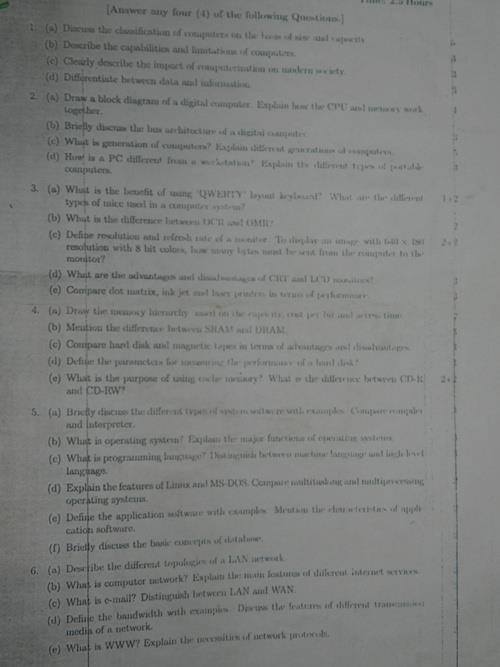 Time: 2.5 Hours
[Answer any four (4) of the following Questions.]
1. (a) Discuss the classification of computers on the basis of size and capacity.
(b) Describe the capabilities and limitations of computers.
(c) Clearly describe the impact of computerization on modern society.
(d) Differentiate between data and information.
2. (a) Draw a block diagram of a digital computer. Explain how the CPU and memory work
together.
(b) Briefly discuss the bus architecture of a digital computer.
(c) What is generation of computers? Explain different generations of computers.
(d) How is a PC different from a workstation? Explain the different types of portable
computers.
3. (a) What is the benefit of using 'QWERTY' layout keyboard? What are the different 1+2
types of mice used in a computer system?
(b) What is the difference between OCR and OMR? 2
(c) Define resolution and refresh rate of a monitor. To display an image with 640 × 480 2+2
resolution with 8 bit colors, how many bytes must be sent from the computer to the
monitor?
(d) What are the advantages and disadvantages of CRT and LCD monitors?
(e) Compare dot matrix, ink jet and laser printers in terms of performance.
4. (a) Draw the memory hierarchy based on the capacity, cost per bit and access time.
(b) Mention the difference between SRAM and DRAM.
(c) Compare hard disk and magnetic tapes in terms of advantages and disadvantages.
(d) Define the parameters for measuring the performance of a hard disk?
(e) What is the purpose of using cache memory? What is the difference between CD-R 2+2
and CD-RW?
5. (a) Briefly discuss the different types of system software with examples. Compare compiler
and interpreter.
(b) What is operating system? Explain the major functions of operating systems.
(c) What is programming language? Distinguish between machine language and high level
language.
(d) Explain the features of Linux and MS-DOS. Compare multitasking and multiprocessing
operating systems.
(e) Define the application software with examples. Mention the characteristics of appli-
cation software.
(f) Briefly discuss the basic concepts of database.
6. (a) Describe the different topologies of a LAN network.
(b) What is computer network? Explain the main features of different internet services.
(c) What is e-mail? Distinguish between LAN and WAN.
(d) Define the bandwidth with examples. Discuss the features of different transmission
media of a network.
(e) What is WWW? Explain the necessities of network protocols.